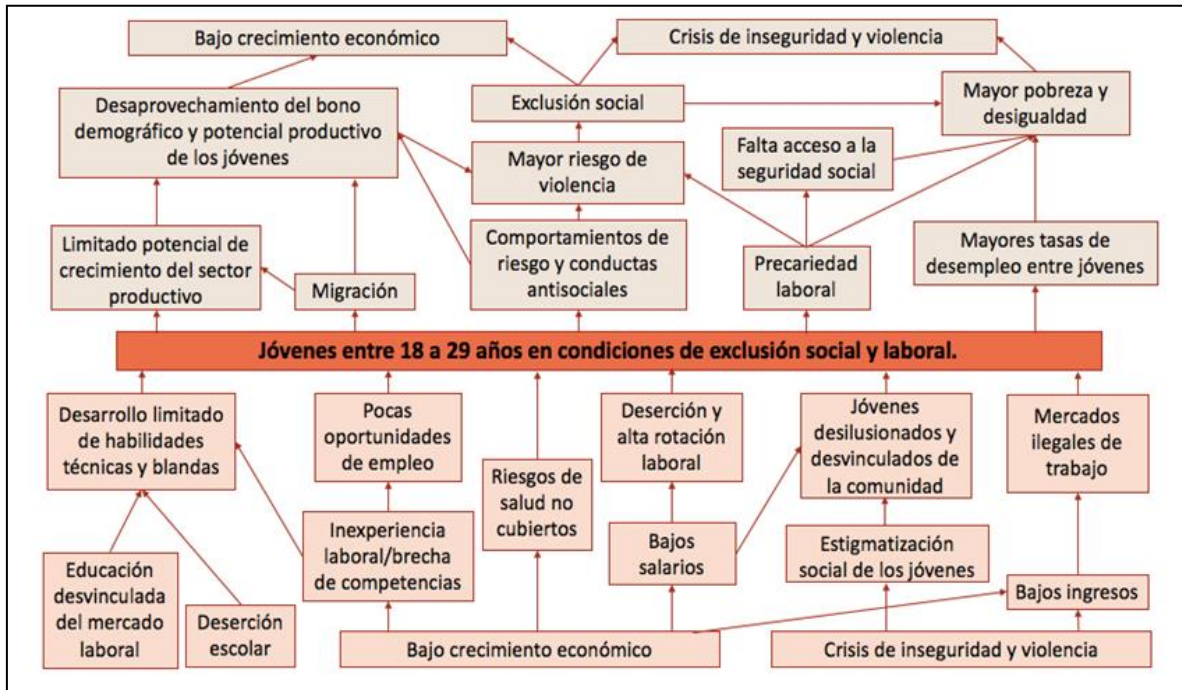 Bajo crecimiento económico
Crisis de inseguridad y violencia
Desaprovechamiento del bono
demográfico y potencial productivo
de los jóvenes
Exclusión social
Mayor pobreza y
desigualdad
Mayor riesgo de
violencia
Falta acceso a la
seguridad social
Limitado potencial de
crecimiento del sector
productivo
Migración
Comportamientos de
riesgo y conductas
antisociales
Precariedad
laboral
Mayores tasas de
desempleo entre jóvenes
Jóvenes entre 18 a 29 años en condiciones de exclusión social y laboral.
Desarrollo limitado
de habilidades
técnicas y blandas
Pocas
oportunidades
de empleo
Riesgos de
salud no
cubiertos
Deserción y
alta rotación
laboral
Jóvenes
desilusionados y
desvinculados de
la comunidad
Mercados
ilegales de
trabajo
Educación
desvinculada
del mercado
laboral
Deserción
escolar
Inexperiencia
laboral/brecha
de competencias
Bajos
salarios
Estigmatización
social de los jóvenes
Bajos ingresos
Bajo crecimiento económico
Crisis de inseguridad y violencia